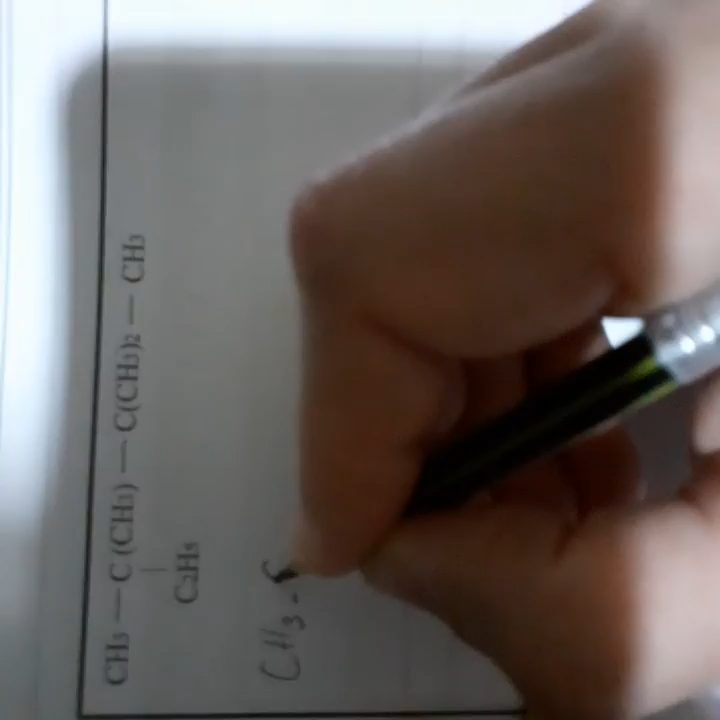 CH3 — C (CH3) — C(CH3)2 — CH3
C2H5
CH3 -